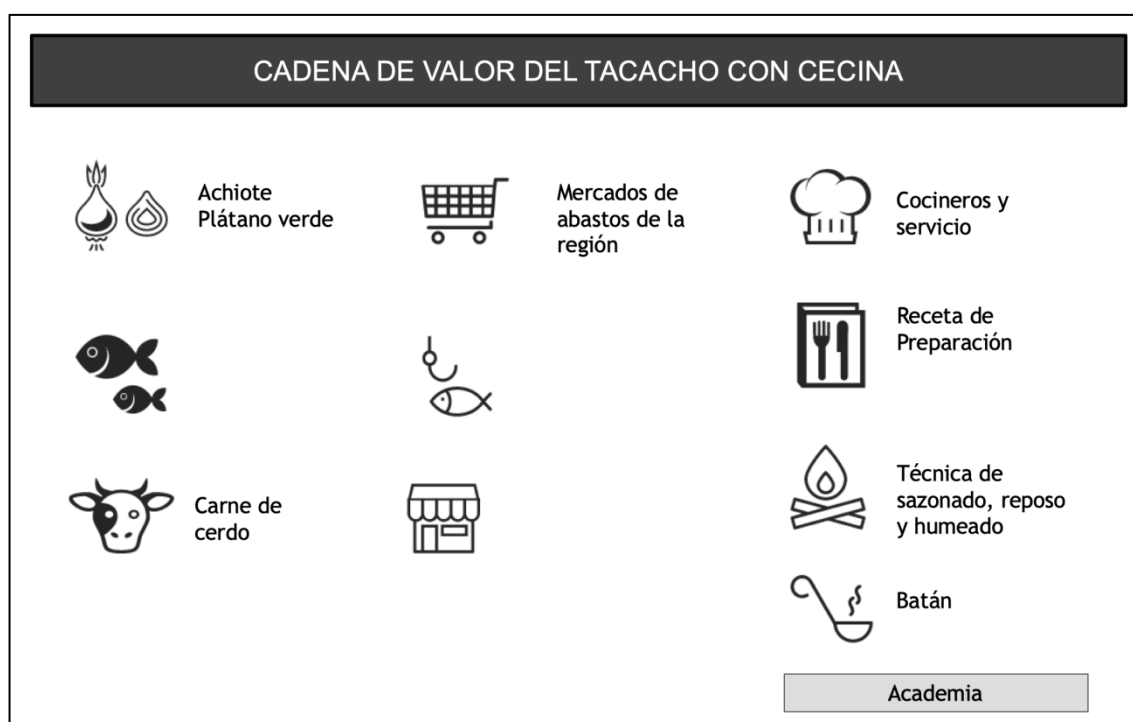 CADENA DE VALOR DEL TACACHO CON CECINA
Achiote
Plátano verde
Mercados de
abastos de la
región
Cocineros y
servicio
Receta de
Preparación
Carne de
cerdo
Técnica de
sazonado, reposo
y humeado
Batán
Academia